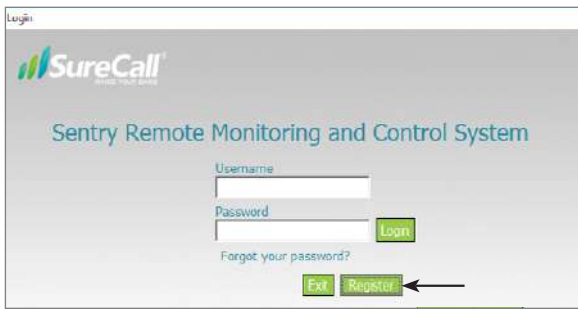 Login
SureCall
Sentry Remote Monitoring and Control System
Username
Password
Login
Forgot your password?
Exit Register